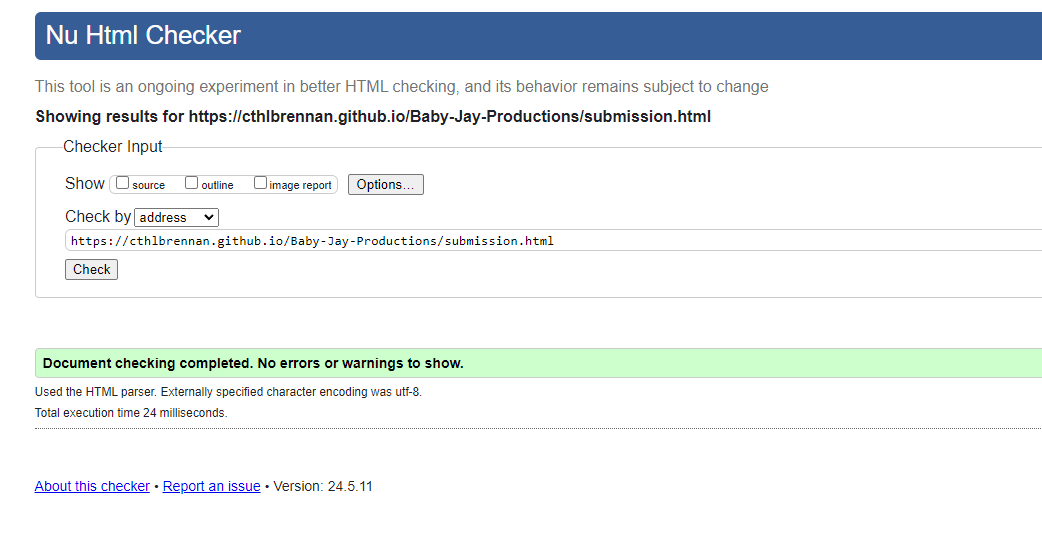 Nu Html Checker
This tool is an ongoing experiment in better HTML checking, and its behavior remains subject to change
Showing results for https://cthlbrennan.github.io/Baby-Jay-Productions/submission.html
Checker Input
Show source outline image report Options...
Check by address
https://cthlbrennan.github.io/Baby-Jay-Productions/submission.html
Check
Document checking completed. No errors or warnings to show.
Used the HTML parser. Externally specified character encoding was utf-8.
Total execution time 24 milliseconds.
About this checker • Report an issue • Version: 24.5.11